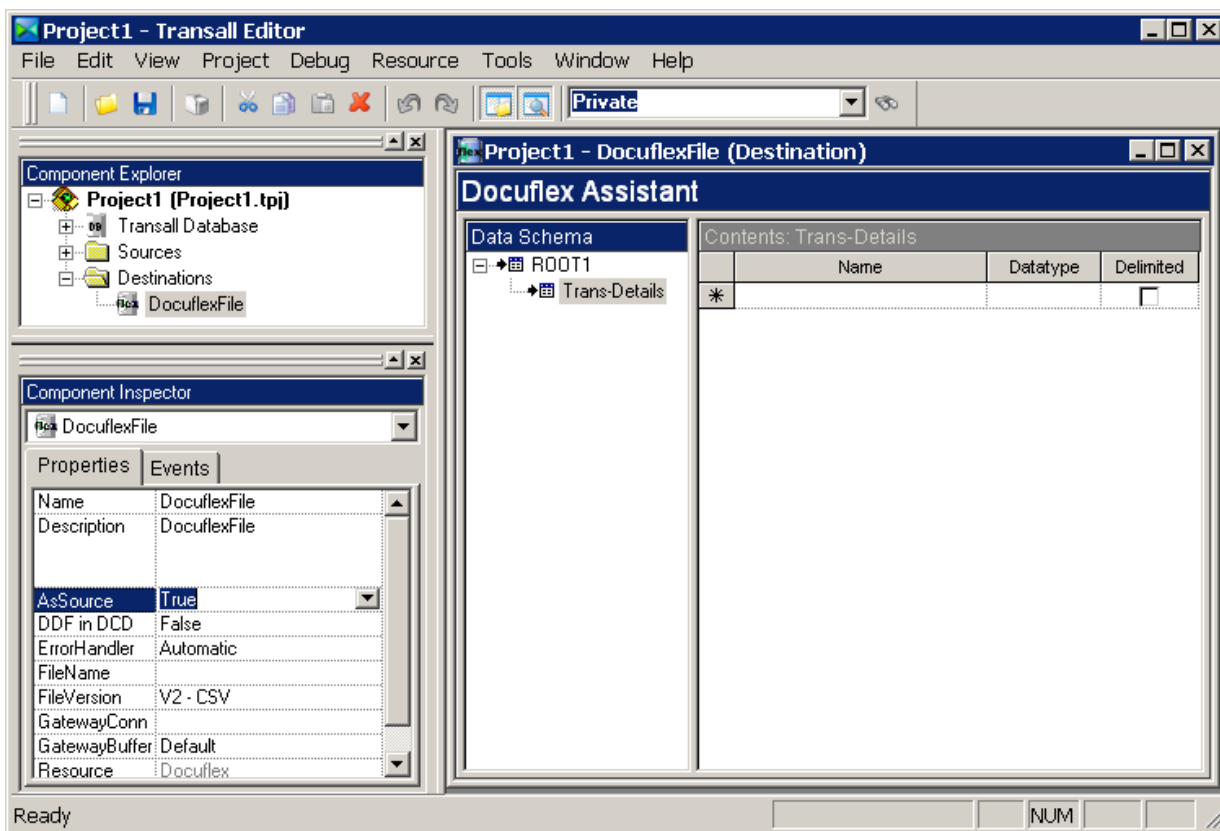 Project1 - Transall Editor
File Edit View Project Debug Resource Tools Window Help
Private
Component Explorer
Project1 (Project1.tpj)
Transall Database
Sources
Destinations
DocuflexFile
Component Inspector
DocuflexFile
Properties Events
Name DocuflexFile
Description DocuflexFile
AsSource True
DDF in DCD False
ErrorHandler Automatic
FileName
FileVersion V2 - CSV
GatewayConn
GatewayBuffer Default
Resource Docuflex
Project1 - DocuflexFile (Destination)
Docuflex Assistant
Data Schema
ROOT1
Trans-Details
Contents: Trans-Details
Name Datatype Delimited
Ready NUM